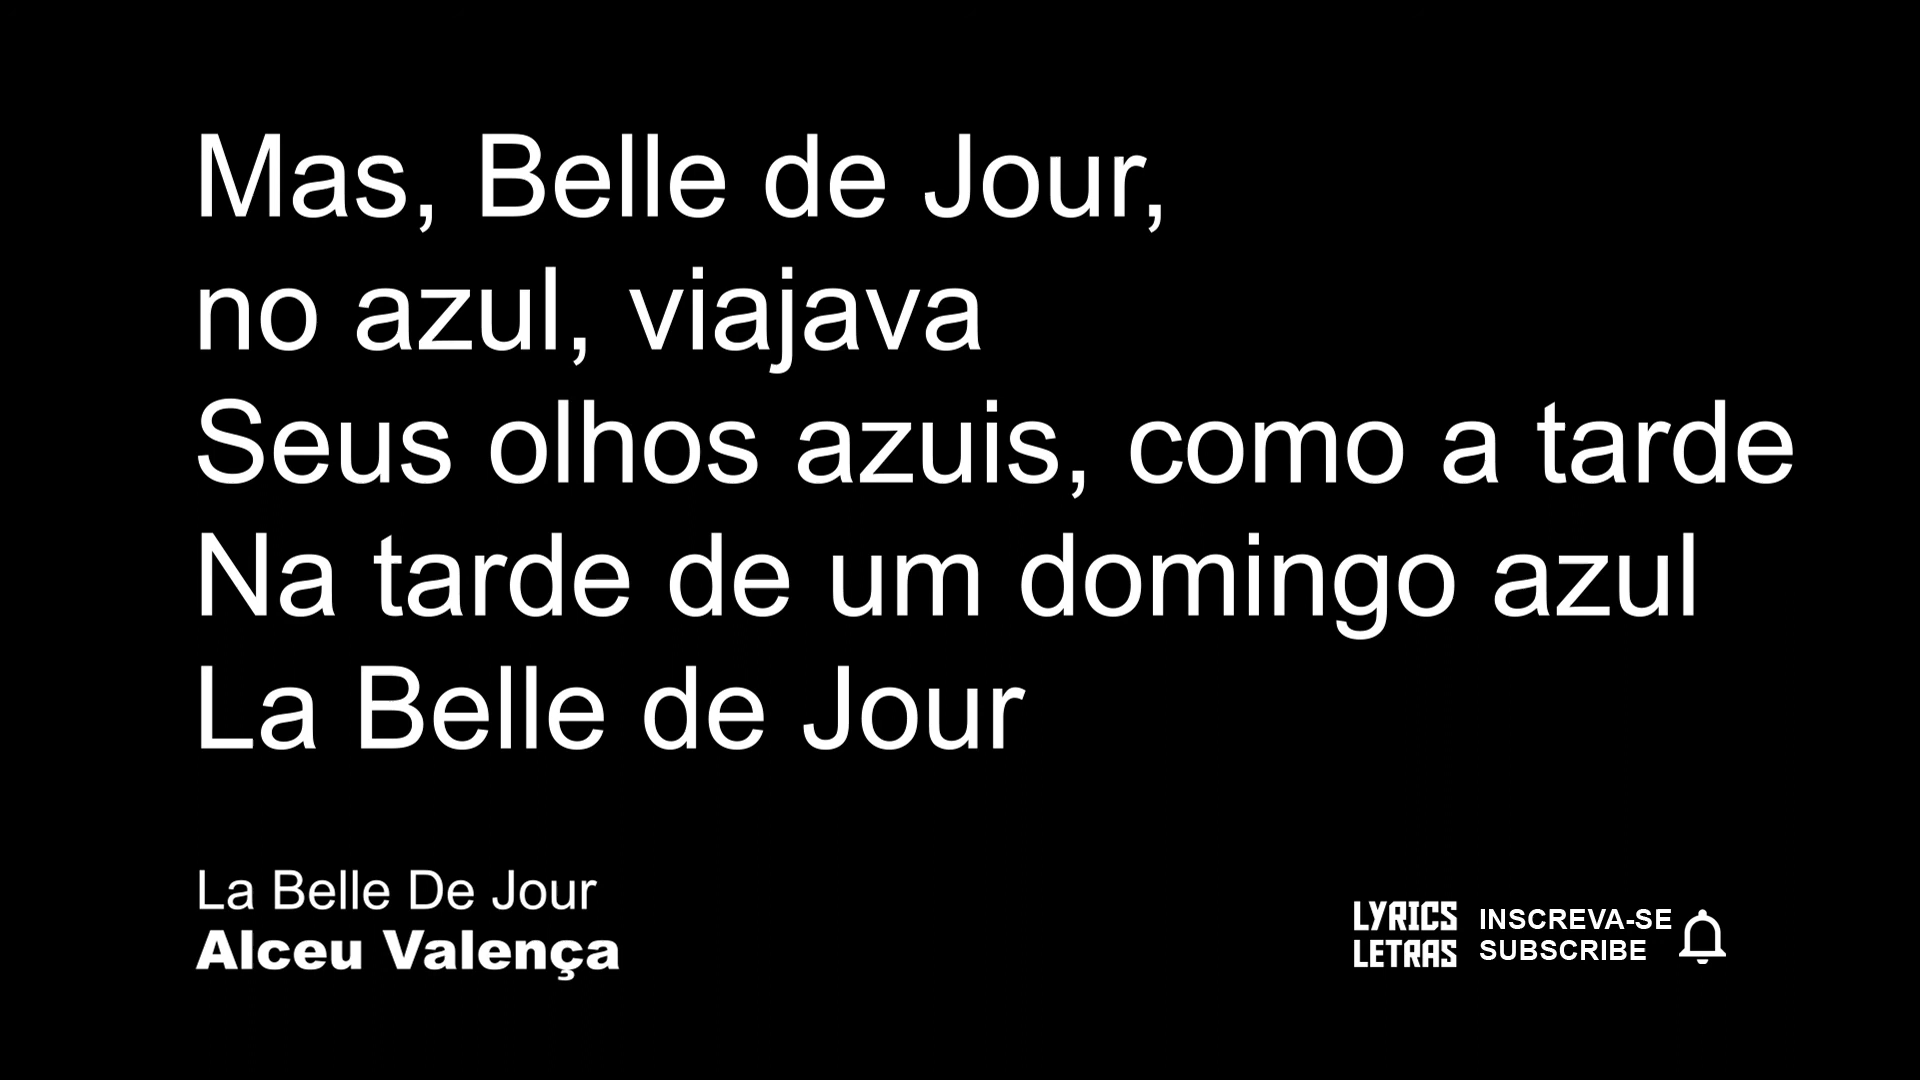 Mas, Belle de Jour,
no azul, viajava
Seus olhos azuis, como a tarde
Na tarde de um domingo azul
La Belle de Jour
La Belle De Jour
Alceu Valença
LYRICS
LETRAS
INSCREVA-SE
SUBSCRIBE